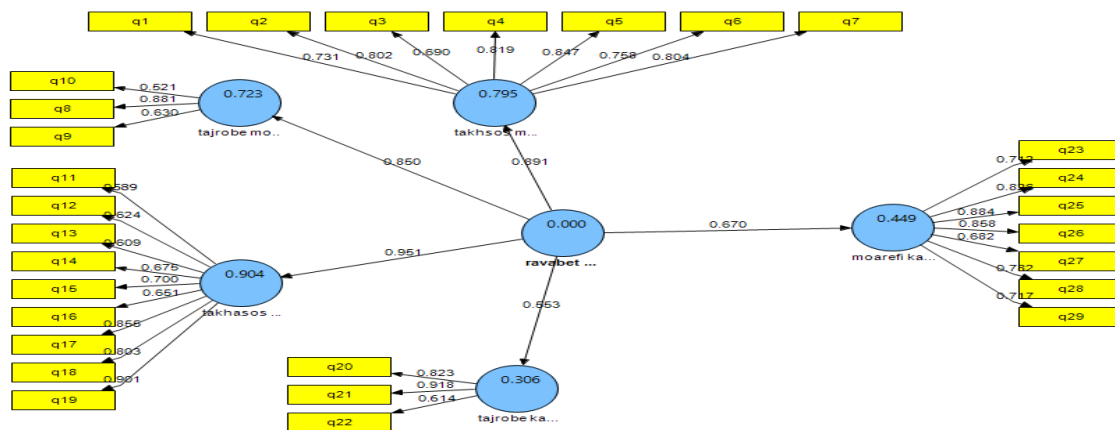 q1
q2
q3
q4
q5
q6
q7
0.731
0.802
0.690
0.819
0.847
0.758
0.804
0.795
takhsos m...
q10
q8
q9
0.521
0.881
0.630
0.723
tajrobe mo..
0.850
0.891
q11
q12
q13
q14
q15
q16
q17
q18
q19
0.589
0.624
0.609
0.675
0.700
0.651
0.855
0.803
0.901
0.904
takhasos ...
0.951
0.000
ravabet ...
0.670
0.553
q23
q24
q25
q26
q27
q28
q29
0.884
0.858
0.682
0.782
0.717
0.449
moarefi ka...
q20
q21
q22
0.823
0.918
0.614
0.306
tajrobe ka...